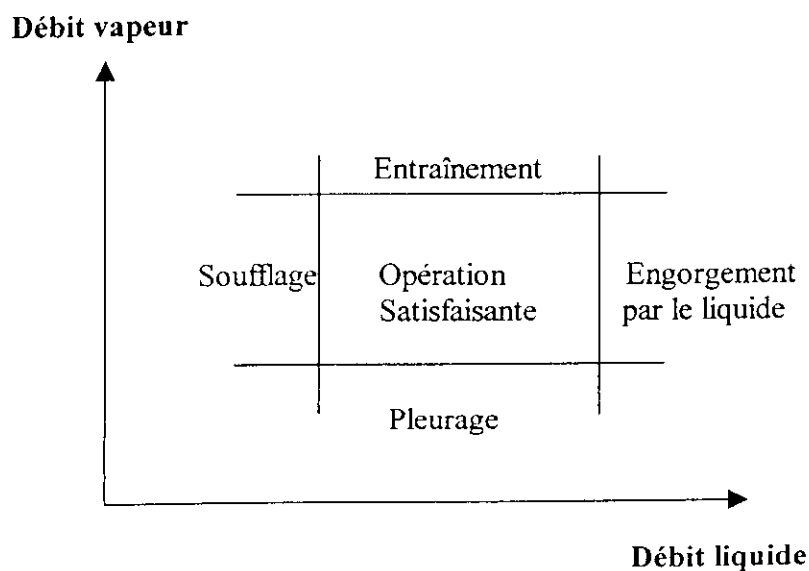 Débit vapeur
Entraînement
Soufflage
Opération
Satisfaisante
Engorgement
par le liquide
Pleurage
Débit liquide